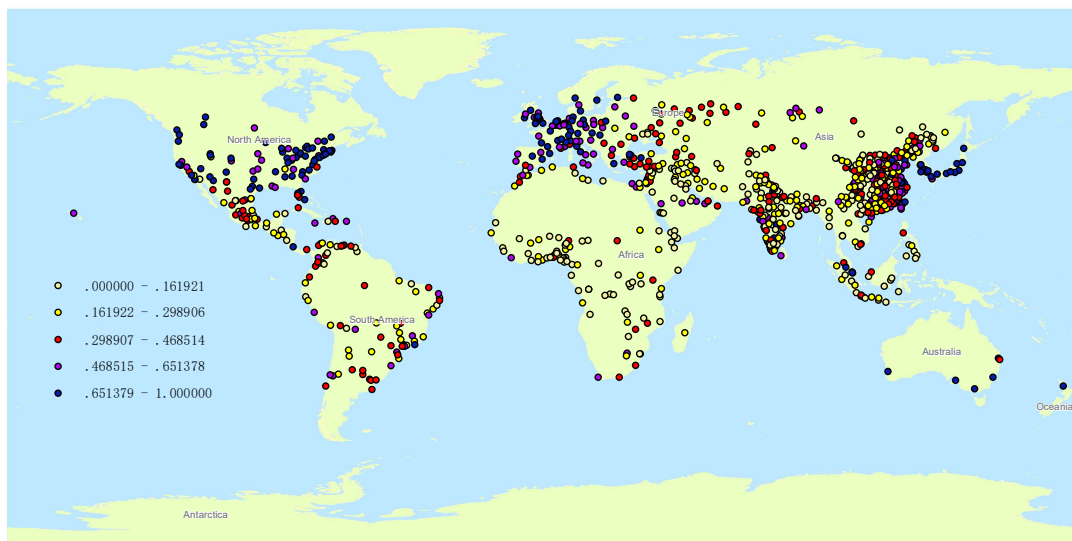 North America
Europe
Asia
Africa
.000000 - .161921
.161922 - .298906
South America
.298907 - .468514
Australia
.468515 - .651378
.651379 - 1.000000
Oceania
Antarctica